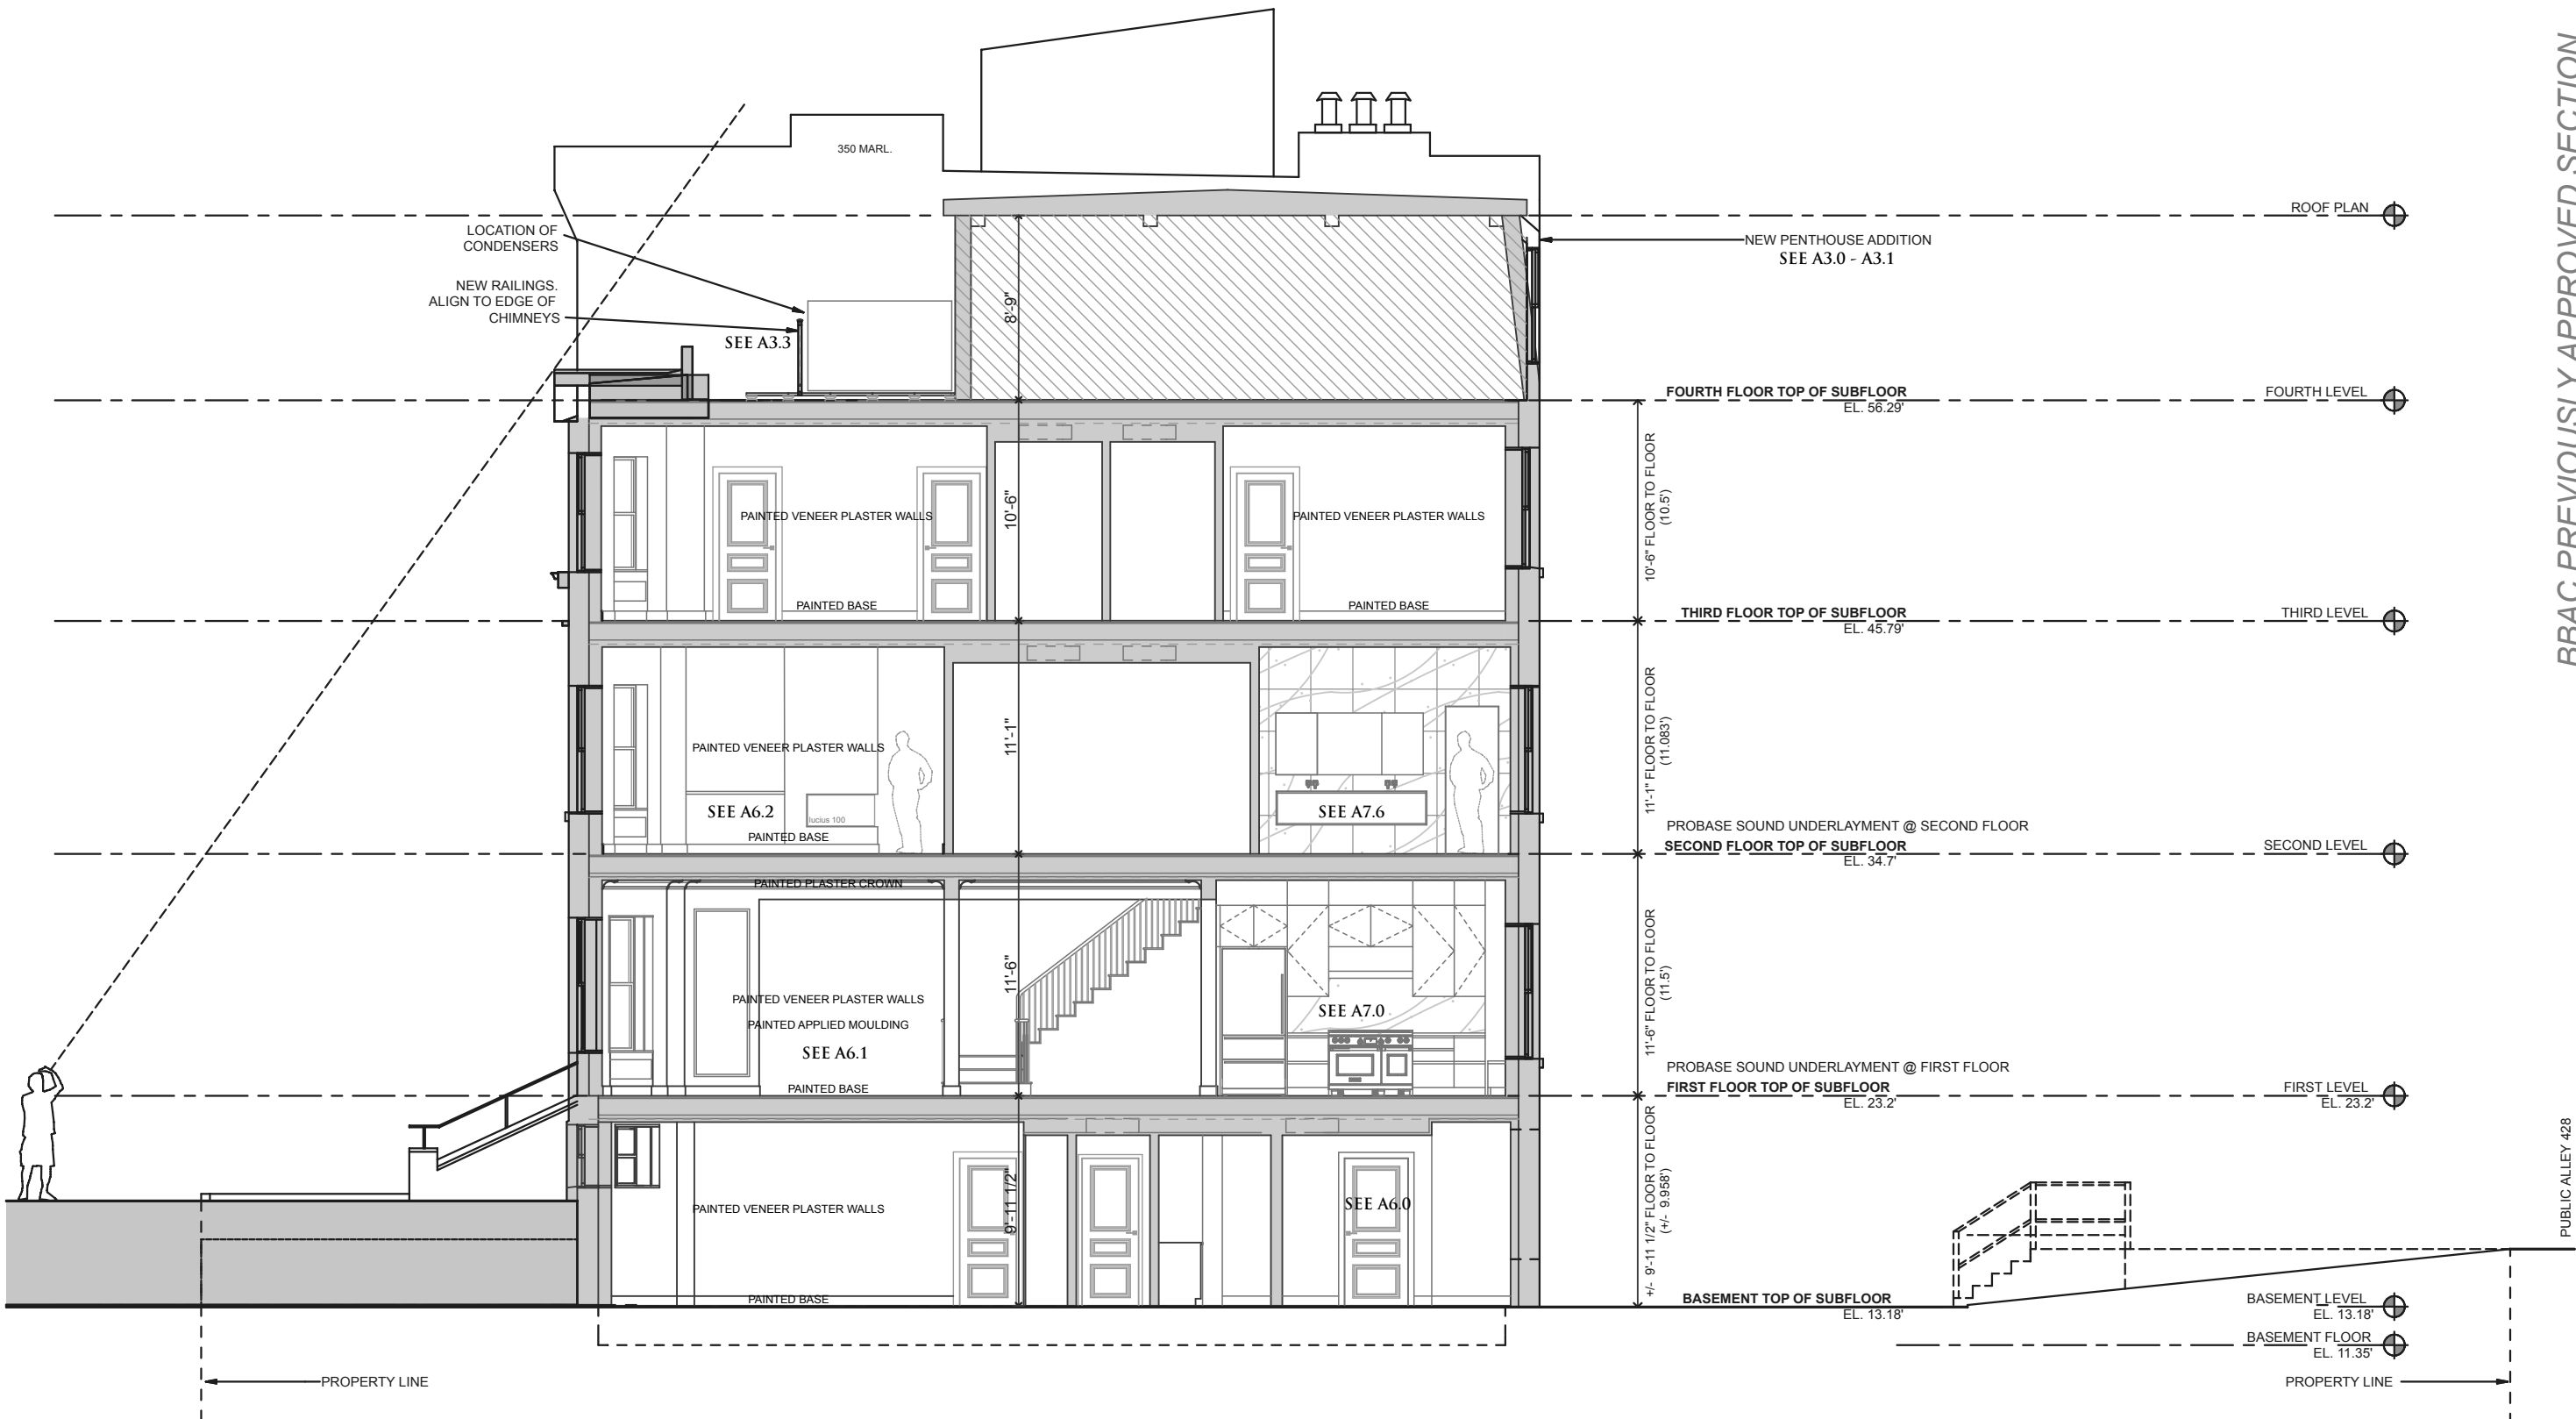 350 MARL.
ROOF PLAN
LOCATION OF
CONDENSERS
NEW PENTHOUSE ADDITION
SEE A3.0 - A3.1
NEW RAILINGS.
ALIGN TO EDGE OF
CHIMNEYS
SEE A3.3
8'-9"
FOURTH FLOOR TOP OF SUBFLOOR
EL. 56.29'
FOURTH LEVEL
PAINTED VENEER PLASTER WALLS
10'-6"
PAINTED VENEER PLASTER WALLS
10'-6" FLOOR TO FLOOR
(10.5')
PAINTED BASE
PAINTED BASE
THIRD FLOOR TOP OF SUBFLOOR
EL. 45.79'
THIRD LEVEL
PAINTED VENEER PLASTER WALLS
11'-1"
11'-1" FLOOR TO FLOOR
(11.083')
SEE A6.2
lucius 100
SEE A7.6
PAINTED BASE
PROBASE SOUND UNDERLAYMENT @ SECOND FLOOR
SECOND FLOOR TOP OF SUBFLOOR
EL. 34.7'
SECOND LEVEL
PAINTED PLASTER CROWN
11'-6"
11'-6" FLOOR TO FLOOR
(11.5')
PAINTED VENEER PLASTER WALLS
PAINTED APPLIED MOULDING
SEE A6.1
SEE A7.0
PAINTED BASE
PROBASE SOUND UNDERLAYMENT @ FIRST FLOOR
FIRST FLOOR TOP OF SUBFLOOR
EL. 23.2'
FIRST LEVEL
EL. 23.2'
PAINTED VENEER PLASTER WALLS
9'-11 1/2"
SEE A6.0
+/- 9'-11 1/2" FLOOR TO FLOOR
(+/- 9.958')
PAINTED BASE
BASEMENT TOP OF SUBFLOOR
EL. 13.18'
BASEMENT LEVEL
EL. 13.18'
BASEMENT FLOOR
EL. 11.35'
PROPERTY LINE
PROPERTY LINE
PUBLIC ALLEY 428
BBAC PREVIOUSLY APPROVED SECTION